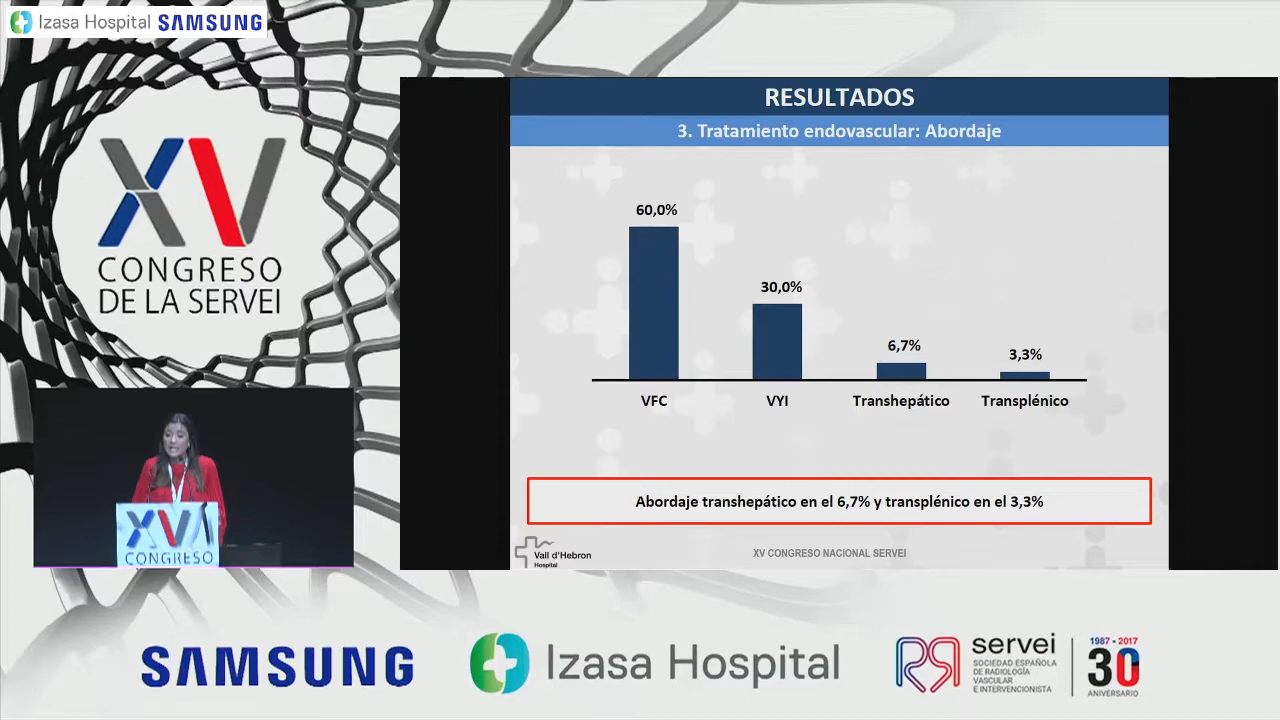 Izasa Hospital SAMSUNG
XV
CONGRESO
DE LA SERVEI
RESULTADOS
3. Tratamiento endovascular: Abordaje
60,0%
30,0%
6,7%
3,3%
VFC
VYI
Transhepático
Transplénico
Abordaje transhepático en el 6,7% y transplénico en el 3,3%
Vall d'Hebron
Hospital
XV CONGRESO NACIONAL SERVEI
XV
CONGRESO
SAMSUNG
Izasa Hospital
servei
SOCIEDAD ESPAÑOLA
DE RADIOLOGÍA
VASCULAR
E INTERVENCIONISTA
1987 • 2017
30
ANIVERSARIO